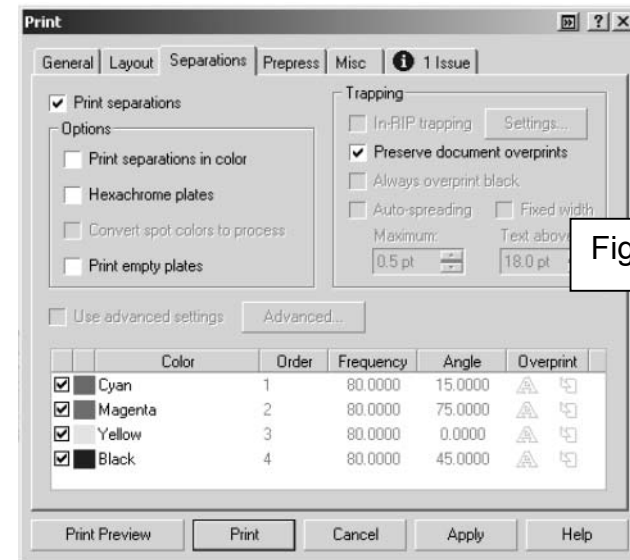 Print
General Layout Separations Prepress Misc 1 Issue
Print separations
Options
Print separations in color
Hexachrome plates
Convert spot colors to process
Print empty plates
Trapping
In-RIP trapping Settings...
Preserve document overprints
Always overprint black
Auto-spreading Fixed width
Maximum: Text above
0.5 pt 18.0 pt
Fig
Use advanced settings Advanced...
Color Order Frequency Angle Overprint
Cyan 1 80.0000 15.0000
Magenta 2 80.0000 75.0000
Yellow 3 80.0000 0.0000
Black 4 80.0000 45.0000
Print Preview Print Cancel Apply Help